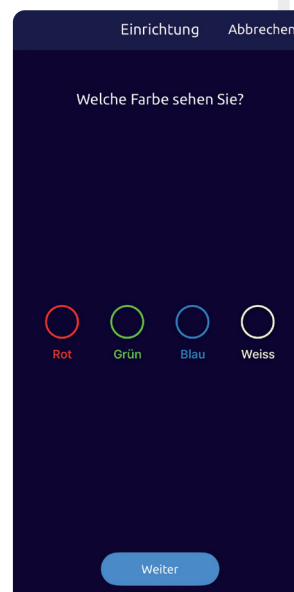 Einrichtung Abbrechen
Welche Farbe sehen Sie?
Rot Grün Blau Weiss
Weiter